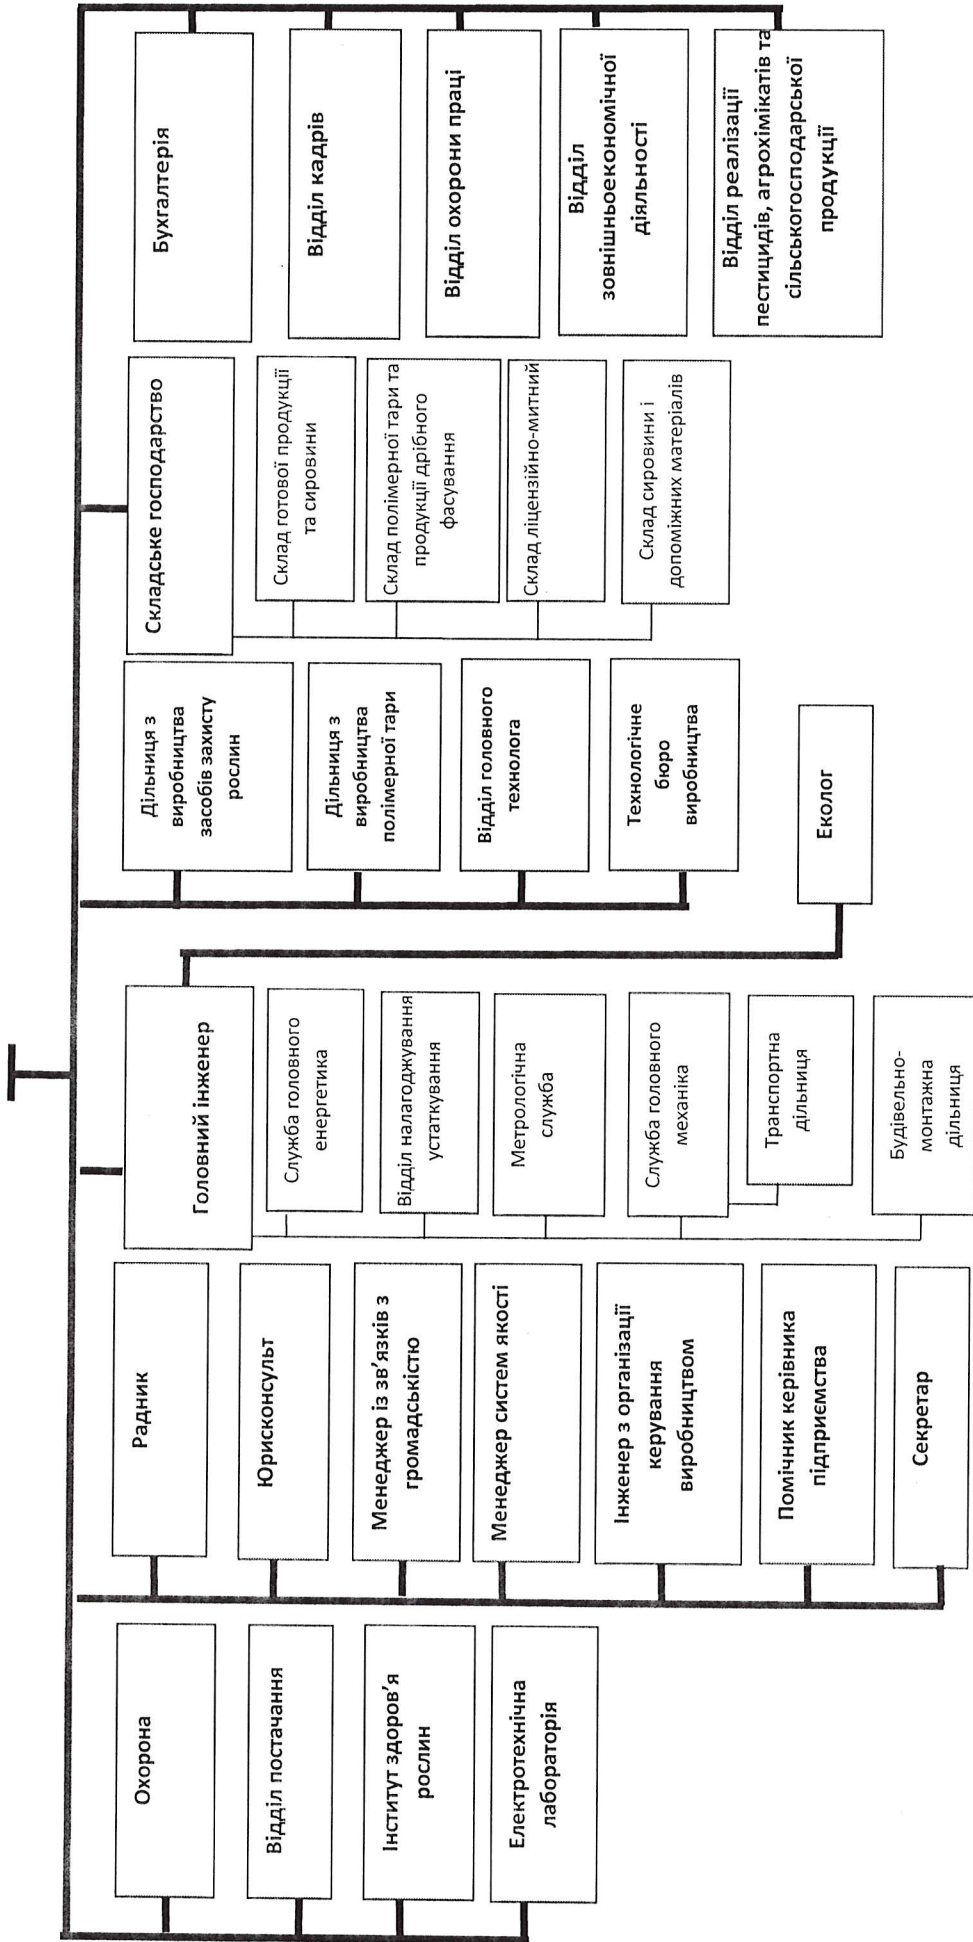 Охорона
Відділ постачання
Інститут здоров’я
рослин
Електротехнічна
лабораторія
Радник
Юрисконсульт
Менеджер із зв’язків з
громадськістю
Менеджер систем якості
Інженер з організації
керування
виробництвом
Помічник керівника
підприємства
Секретар
Головний інженер
Служба головного
енергетика
Відділ налагоджування
устаткування
Метрологічна
служба
Служба головного
механіка
Транспортна
дільниця
Будівельно-
монтажна
дільниця
Еколог
Дільниця з
виробництва
засобів захисту
рослин
Дільниця з
виробництва
полімерної тари
Відділ головного
технолога
Технологічне
бюро
виробництва
Складське господарство
Склад готової продукції
та сировини
Склад полімерної тари та
продукції дрібного
фасування
Склад ліцензійно-митний
Склад сировини і
допоміжних матеріалів
Бухгалтерія
Відділ кадрів
Відділ охорони праці
Відділ
зовнішньоекономічної
діяльності
Відділ реалізації
пестицидів, агрохімікатів та
сільськогосподарської
продукції